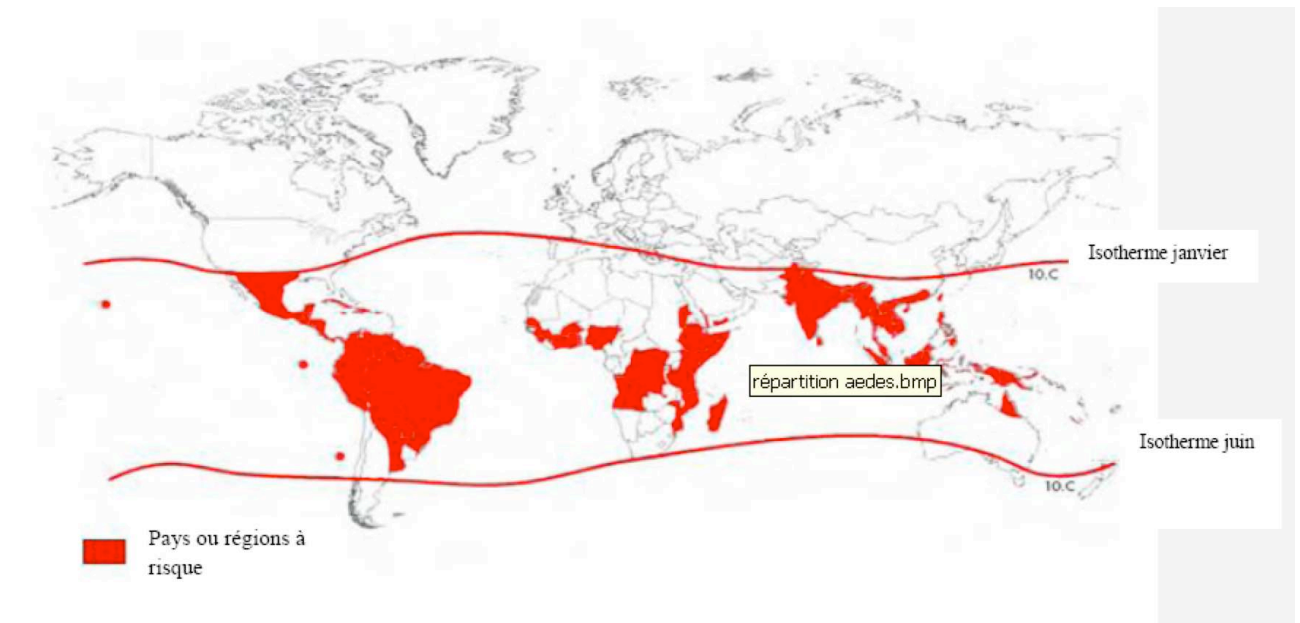 Isotherme janvier
10.C
répartition aedes.bmp
Isotherme juin
10.C
Pays ou régions à
risque